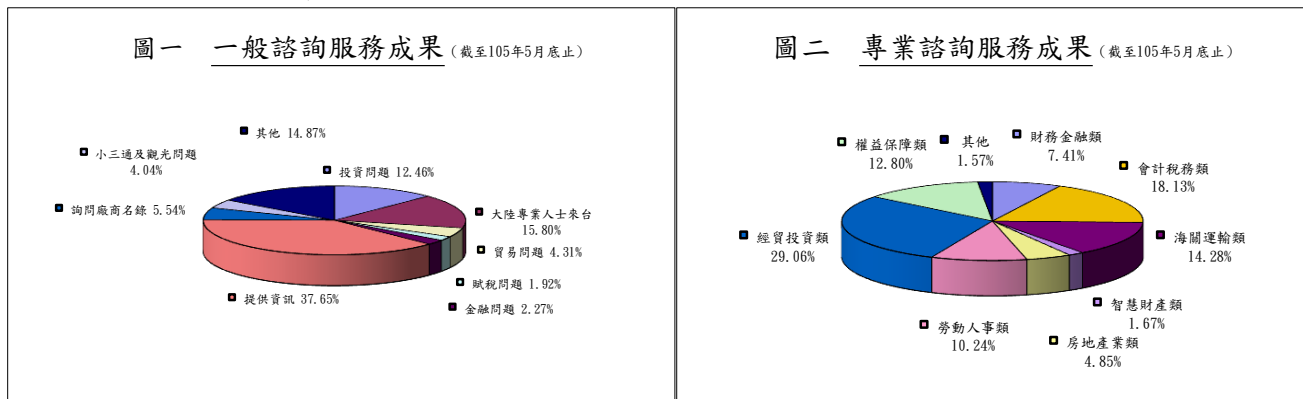 圖一 一般諮詢服務成果(截至105年5月底止)
其他 14.87%
小三通及觀光問題
4.04%
投資問題 12.46%
詢問廠商名錄 5.54%
大陸專業人士來台
15.80%
貿易問題 4.31%
賦稅問題 1.92%
提供資訊 37.65%
金融問題 2.27%
圖二 專業諮詢服務成果(截至105年5月底止)
權益保障類
12.80%
其他
1.57%
財務金融類
7.41%
會計稅務類
18.13%
經貿投資類
29.06%
海關運輸類
14.28%
智慧財產類
1.67%
勞動人事類
10.24%
房地產業類
4.85%